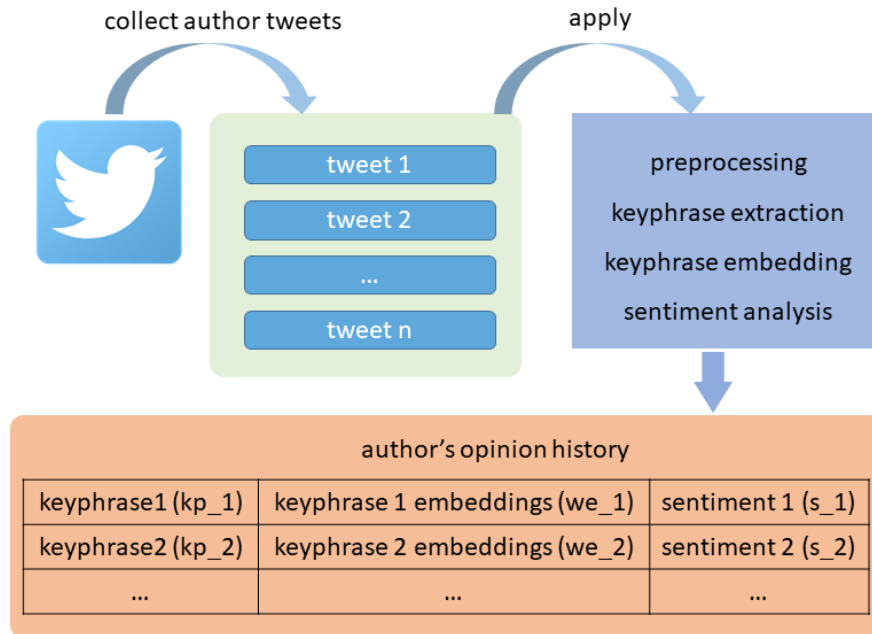 collect author tweets
apply
tweet 1
tweet 2
...
tweet n
preprocessing
keyphrase extraction
keyphrase embedding
sentiment analysis
author's opinion history
keyphrase1 (kp_1) keyphrase 1 embeddings (we_1) sentiment 1 (s_1)
keyphrase2 (kp_2) keyphrase 2 embeddings (we_2) sentiment 2 (s_2)
... ... ...